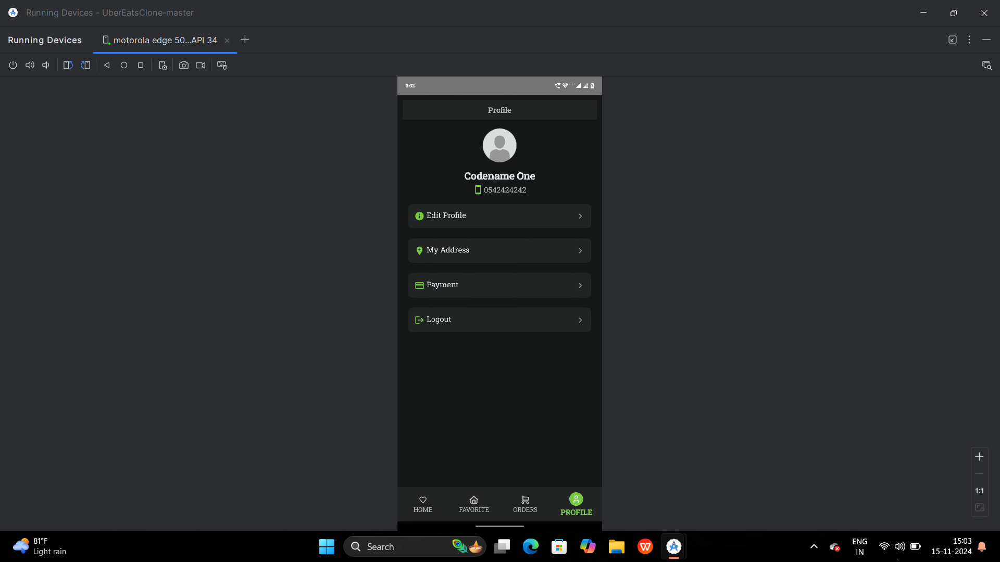 Running Devices - UberEatsClone-master
Running Devices
motorola edge 50...API 34
3:02
LTE+
Profile
Codename One
0542424242
Edit Profile
My Address
Payment
Logout
HOME
FAVORITE
ORDERS
PROFILE
1:1
81°F
Light rain
Search
ENG
IN
15:03
15-11-2024